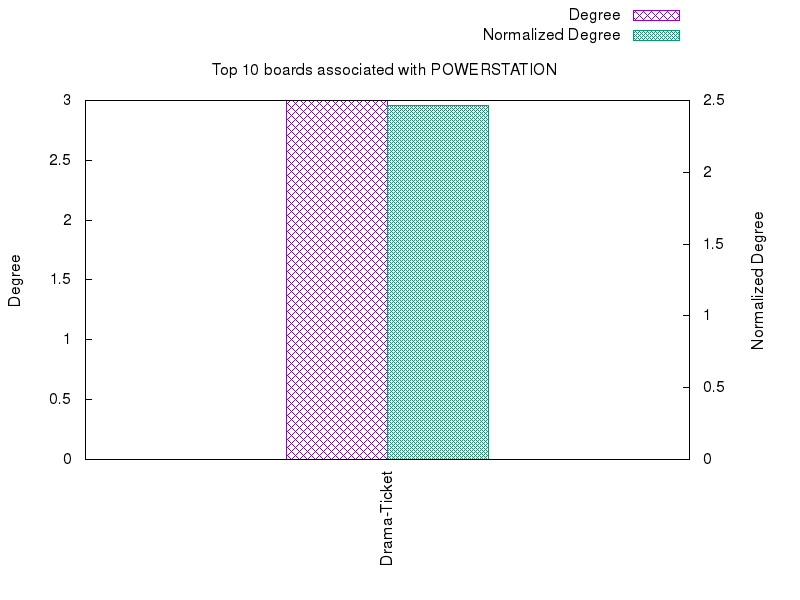 Degree
Normalized Degree
Top 10 boards associated with POWERSTATION
3
2.5
2
1.5
1
0.5
0
2.5
2
1.5
1
0.5
0
Degree
Normalized Degree
Drama-Ticket